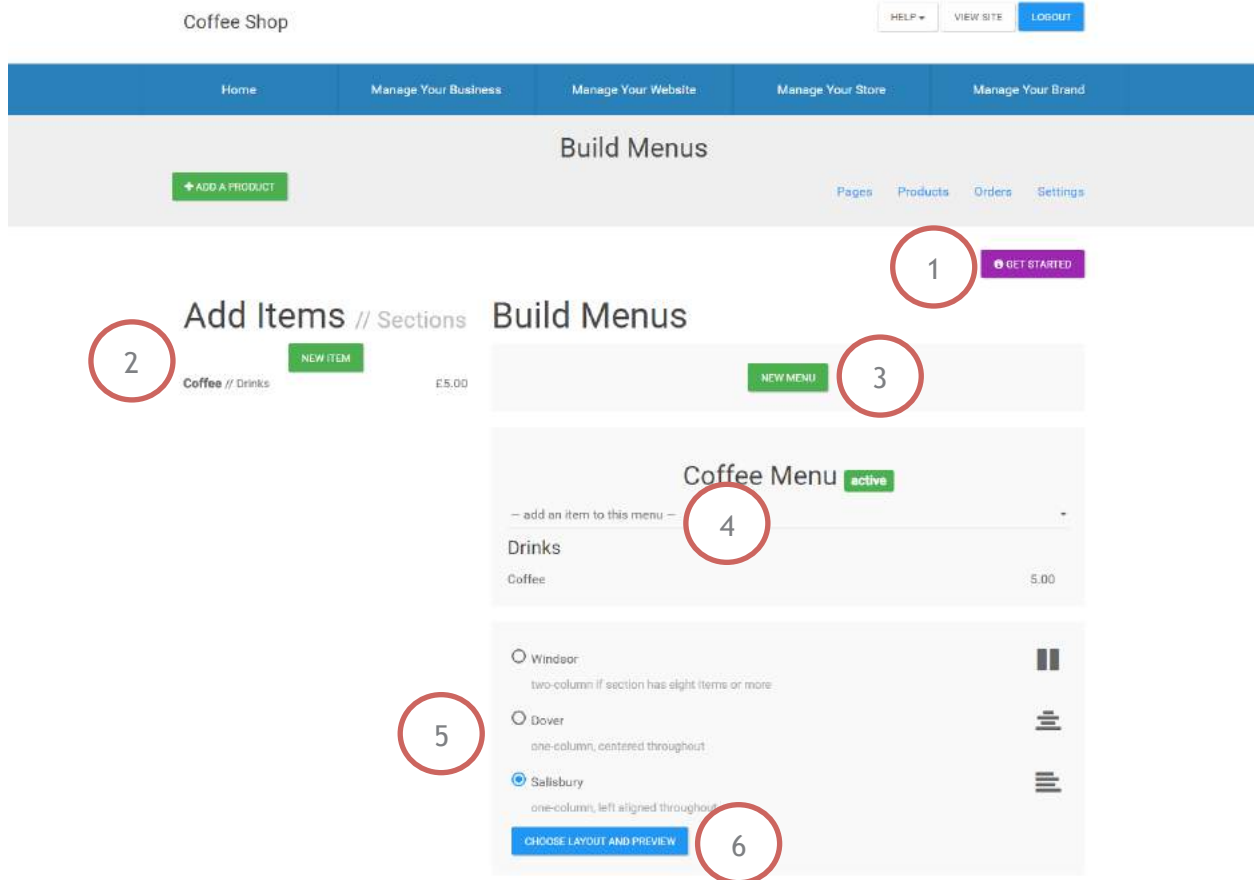 Coffee Shop
HELP
VIEW SITE
LOGOUT
Home
Manage Your Business
Manage Your Website
Manage Your Store
Manage Your Brand
Build Menus
ADD A PRODUCT
Pages
Products
Orders
Settings
1
GET STARTED
Add Items // Sections
Build Menus
2
NEW ITEM
Coffee // Drinks £5.00
NEW MENU
3
Coffee Menu active
— add an item to this menu —
4
Drinks
Coffee 5.00
Windsor
two-column if section has eight items or more
5
Dover
one-column, centered throughout
Salisbury
one-column, left aligned throughout
CHOOSE LAYOUT AND PREVIEW
6